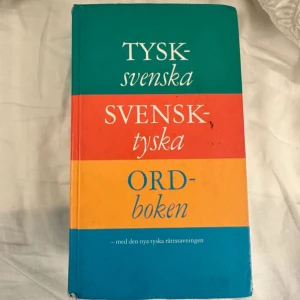 TYSK-
svenska
SVENSK-
tyska
ORD-
boken
– med den nya tyska rättstavningen